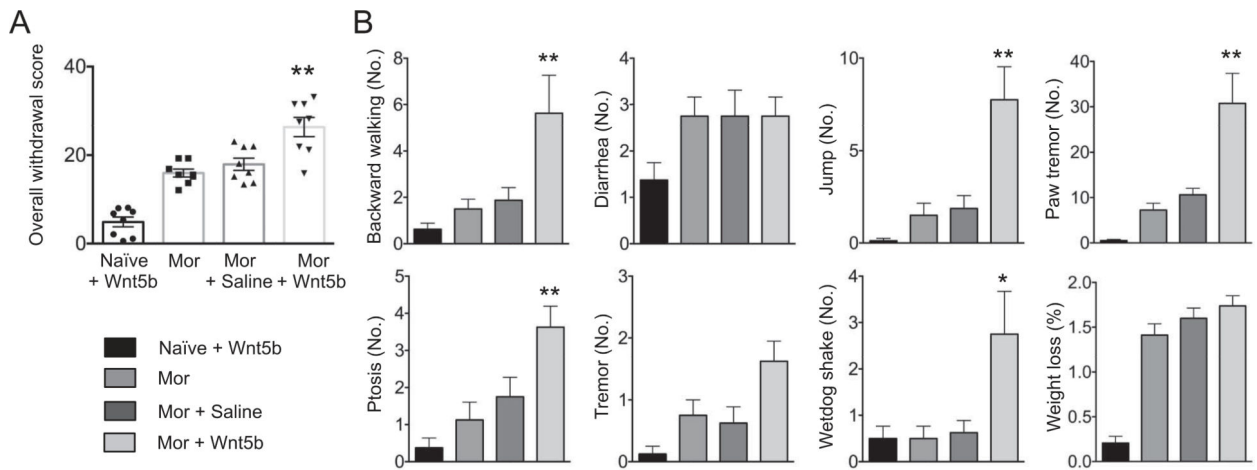 A
Overall withdrawal score
40
20
0
Naïve + Wnt5b
Mor
Mor + Saline
Mor + Wnt5b
**
Naïve + Wnt5b
Mor
Mor + Saline
Mor + Wnt5b
B
Backward walking (No.)
8
6
4
2
0
**
Diarrhea (No.)
4
3
2
1
0
Jump (No.)
10
5
0
**
Paw tremor (No.)
40
30
20
10
0
**
Ptosis (No.)
5
4
3
2
1
0
**
Tremor (No.)
3
2
1
0
Wetdog shake (No.)
4
3
2
1
0
*
Weight loss (%)
2.0
1.5
1.0
0.5
0.0